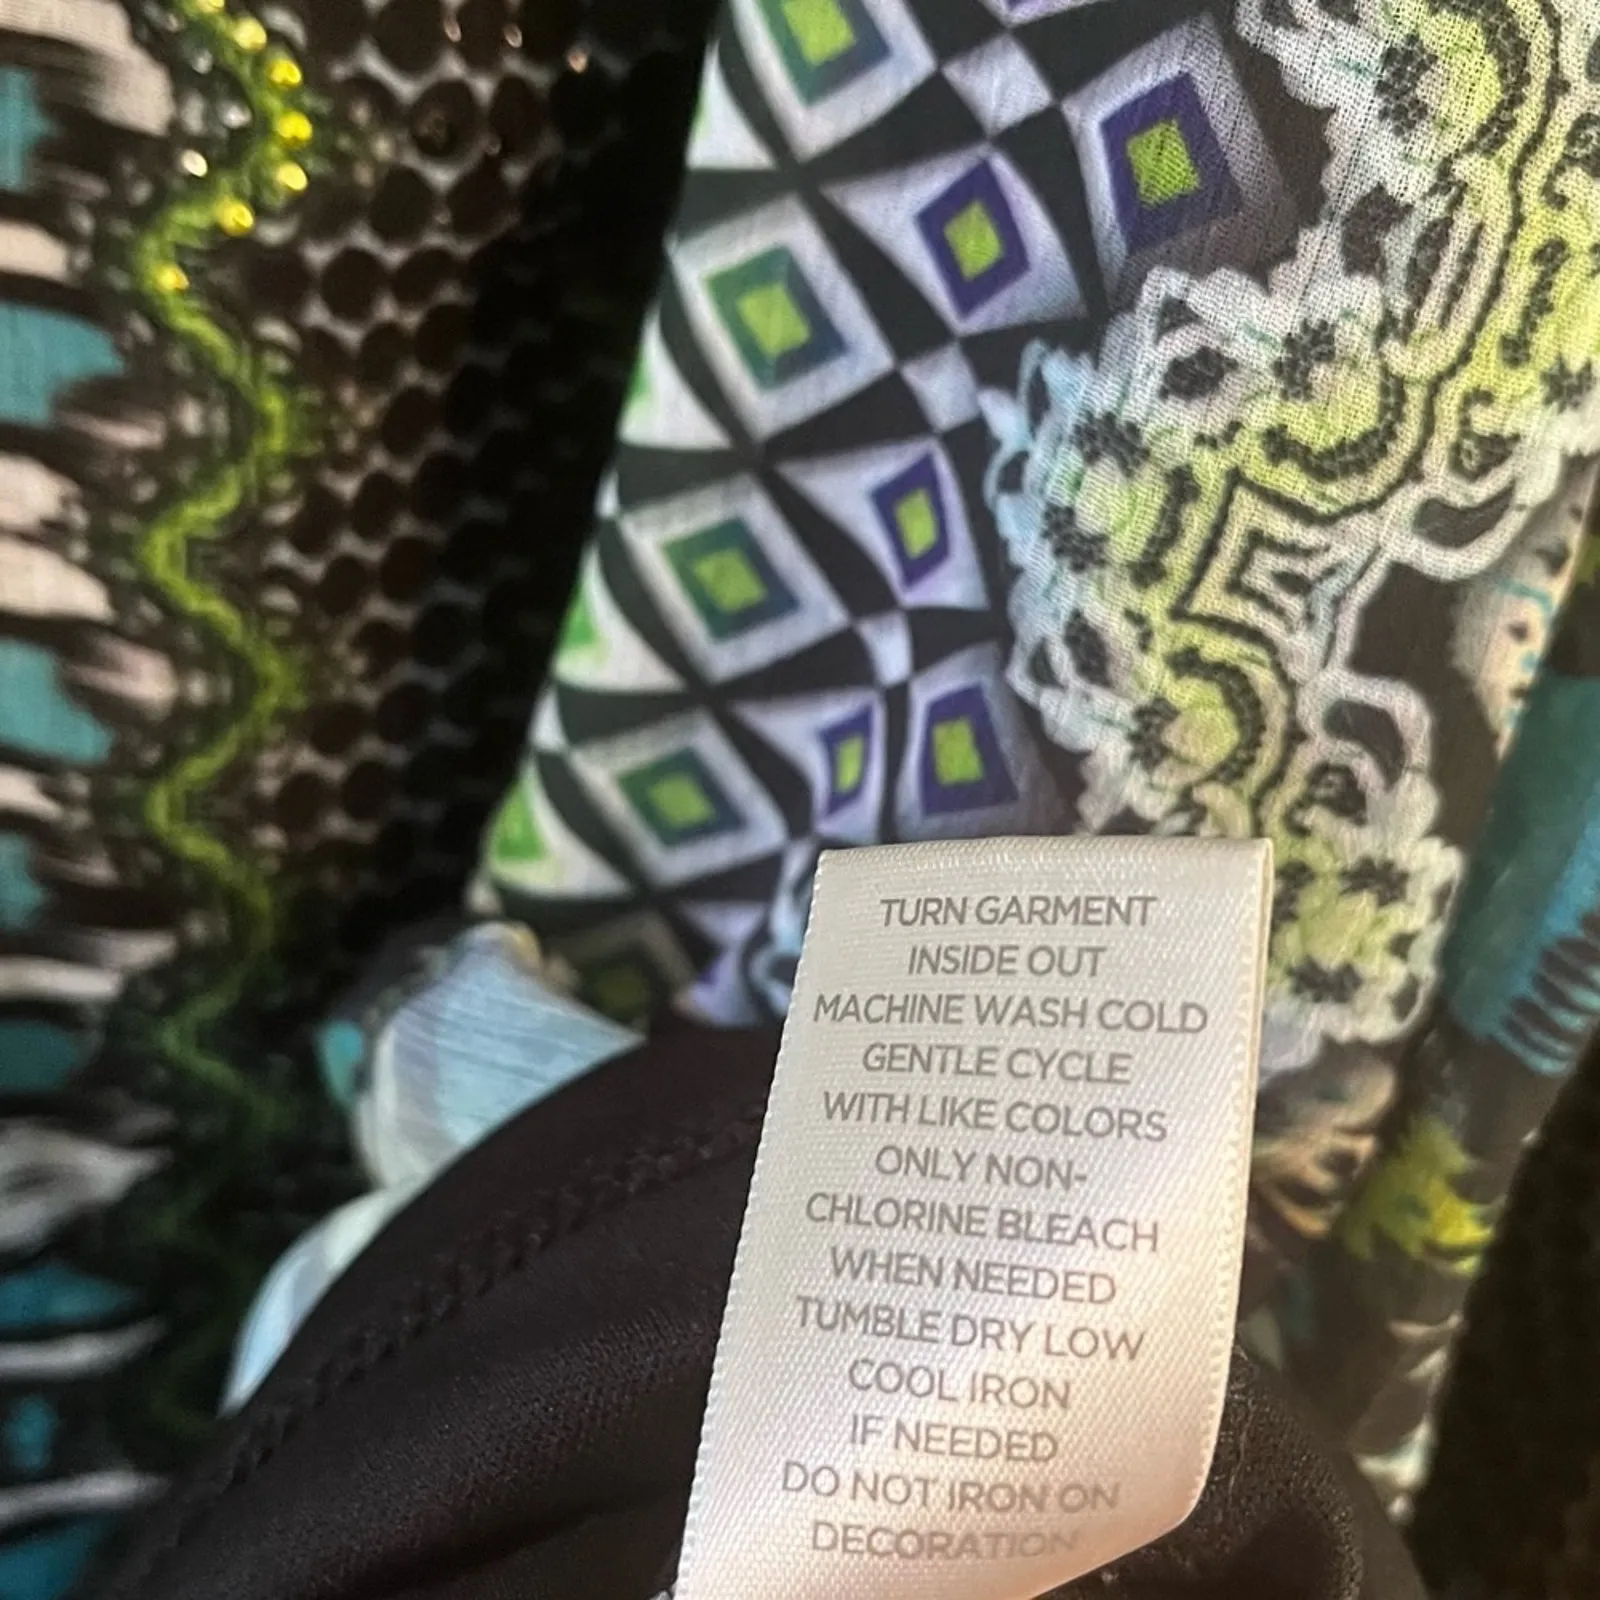 TURN GARMENT
INSIDE OUT
MACHINE WASH COLD
GENTLE CYCLE
WITH LIKE COLORS
ONLY NON-
CHLORINE BLEACH
WHEN NEEDED
TUMBLE DRY LOW
COOL IRON
IF NEEDED
DO NOT IRON ON
DECORATION